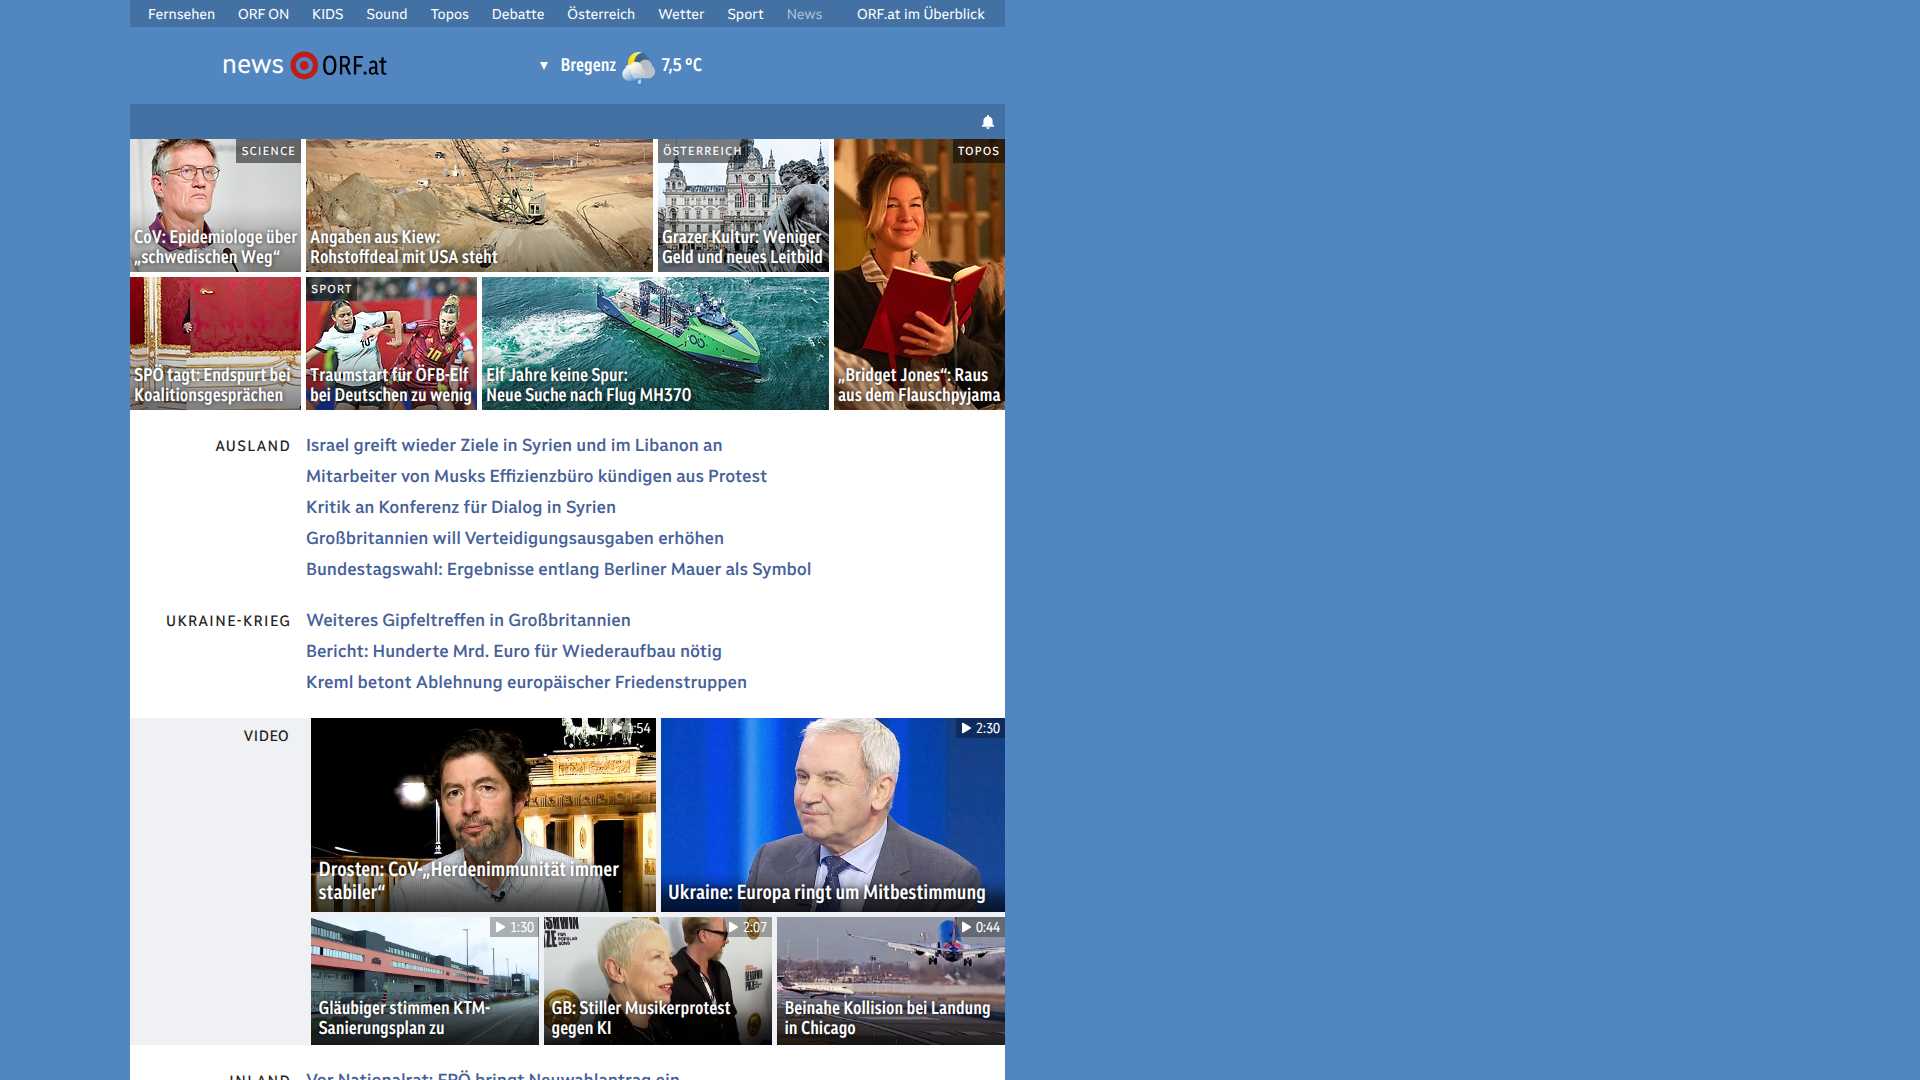 Fernsehen ORF ON KIDS Sound Topos Debatte Österreich Wetter Sport News ORF.at im Überblick
news ORF.at
Bregenz 7,5 °C
SCIENCE
CoV: Epidemiologe über
„schwedischen Weg“
Angaben aus Kiew:
Rohstoffdeal mit USA steht
ÖSTERREICH
Grazer Kultur: Weniger
Geld und neues Leitbild
TOPOS
„Bridget Jones“: Raus
aus dem Flauschpyjama
SPÖ tagt: Endspurt bei
Koalitionsgesprächen
SPORT
Traumstart für ÖFB-Elf
bei Deutschen zu wenig
Elf Jahre keine Spur:
Neue Suche nach Flug MH370
AUSLAND
Israel greift wieder Ziele in Syrien und im Libanon an
Mitarbeiter von Musks Effizienzbüro kündigen aus Protest
Kritik an Konferenz für Dialog in Syrien
Großbritannien will Verteidigungsausgaben erhöhen
Bundestagswahl: Ergebnisse entlang Berliner Mauer als Symbol
UKRAINE-KRIEG
Weiteres Gipfeltreffen in Großbritannien
Bericht: Hunderte Mrd. Euro für Wiederaufbau nötig
Kreml betont Ablehnung europäischer Friedenstruppen
VIDEO
1:54
Drosten: CoV-„Herdenimmunität immer
stabiler“
2:30
Ukraine: Europa ringt um Mitbestimmung
1:30
Gläubiger stimmen KTM-
Sanierungsplan zu
2:07
GB: Stiller Musikerprotest
gegen KI
0:44
Beinahe Kollision bei Landung
in Chicago
INLAND
Vor Nationalrat: FPÖ bringt Neuwahlantrag ein